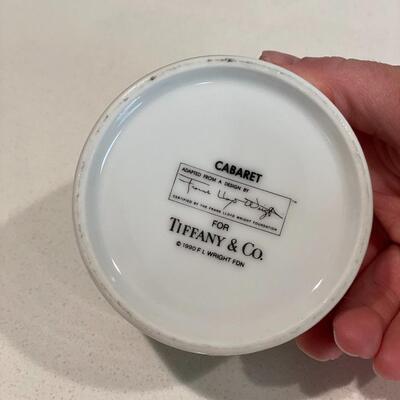 CABARET
ADAPTED FROM A DESIGN BY
Frank Lloyd Wright
CERTIFIED BY THE FRANK LLOYD WRIGHT FOUNDATION
FOR
TIFFANY & CO.
© 1990 F L WRIGHT FDN